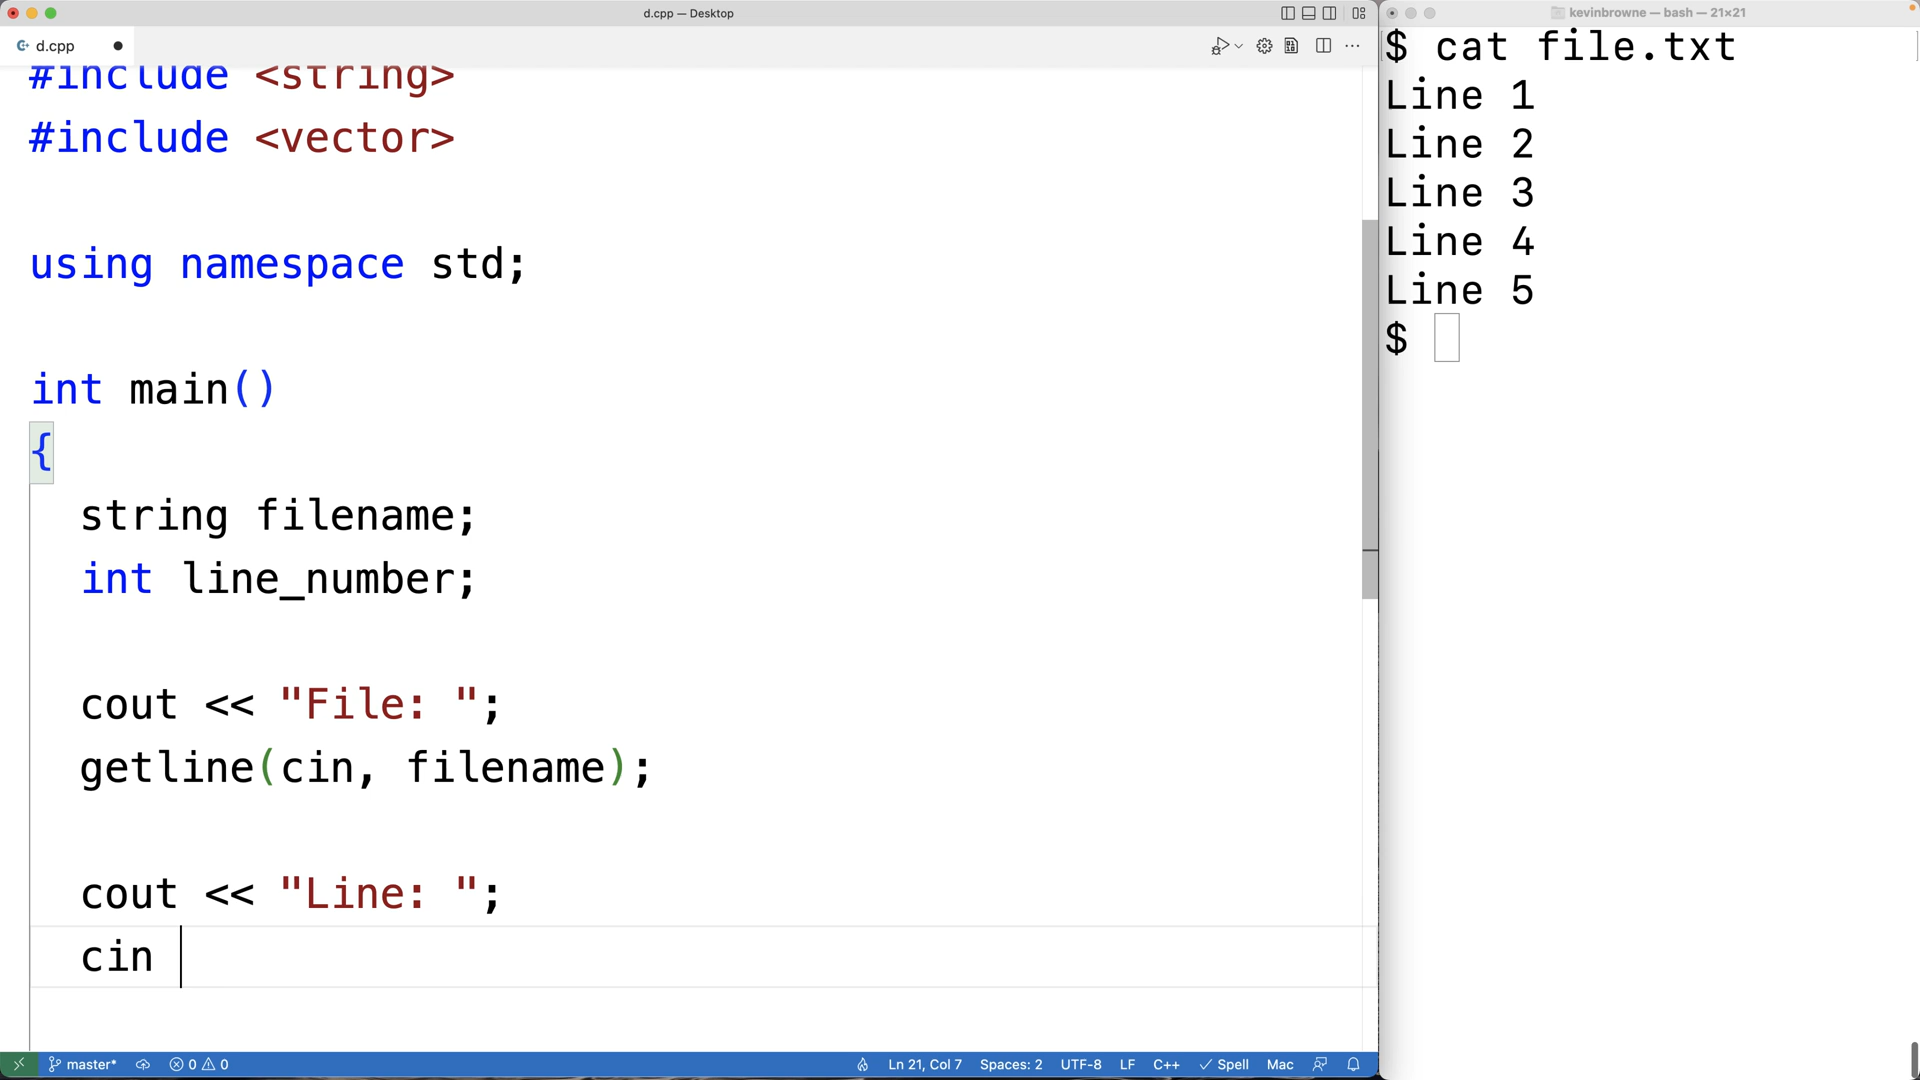 d.cpp — Desktop
d.cpp
#include <string>
#include <vector>
using namespace std;
int main()
{
string filename;
int line_number;
cout << "File: ";
getline(cin, filename);
cout << "Line: ";
cin
master*
0
0
Ln 21, Col 7
Spaces: 2
UTF-8
LF
C++
Spell
Mac
kevinbrowne — bash — 21×21
$ cat file.txt
Line 1
Line 2
Line 3
Line 4
Line 5
$